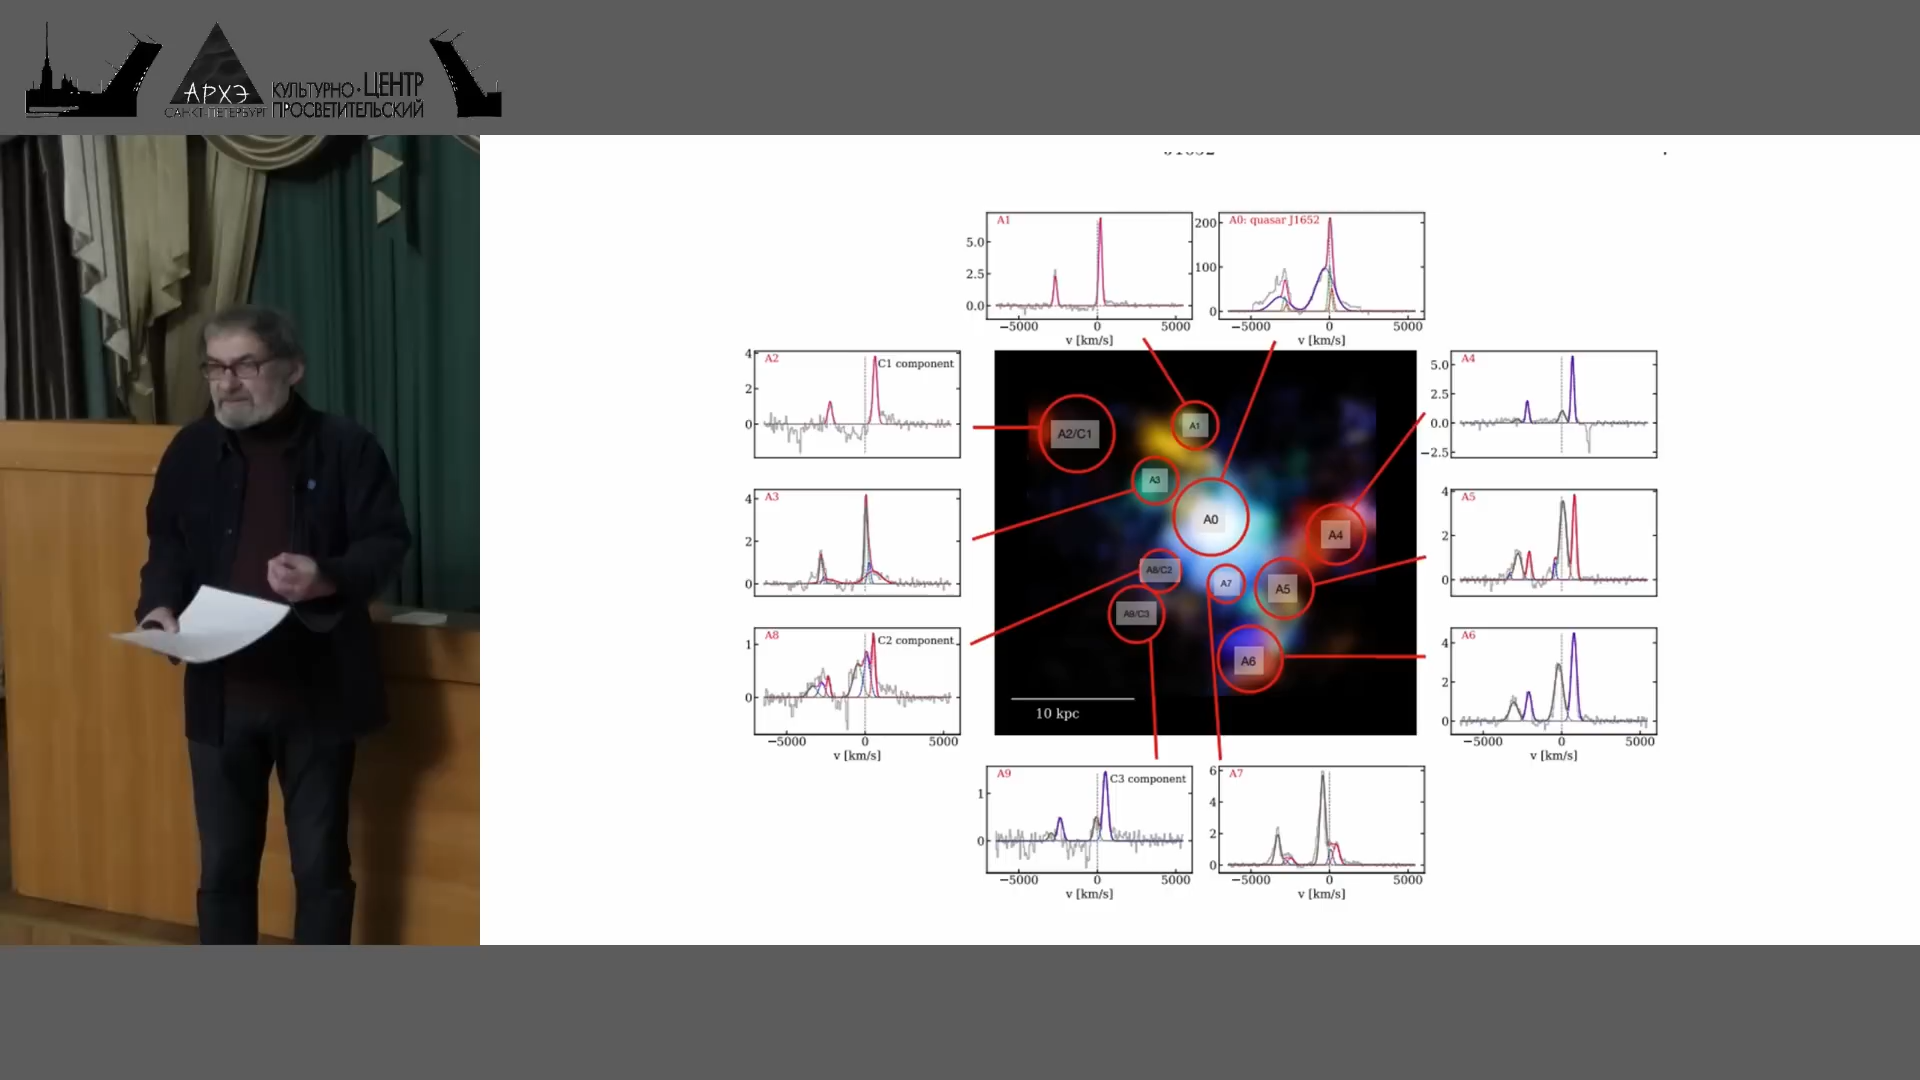 АРХЭ
САНКТ-ПЕТЕРБУРГ
КУЛЬТУРНО·ЦЕНТР
ПРОСВЕТИТЕЛЬСКИЙ
A1
5.0
2.5
0.0
−5000 0 5000
v [km/s]
A0: quasar J1652
200
100
0
−5000 0 5000
v [km/s]
A2
C1 component
4
2
0
A4
5.0
2.5
0.0
−2.5
A3
4
2
0
A5
4
2
0
A8
C2 component
1
0
−5000 0 5000
v [km/s]
A6
4
2
0
−5000 0 5000
v [km/s]
A2/C1
A1
A3
A0
A4
A8/C2
A7
A5
A9/C3
A6
10 kpc
A9
C3 component
1
0
−5000 0 5000
v [km/s]
A7
6
4
2
0
−5000 0 5000
v [km/s]